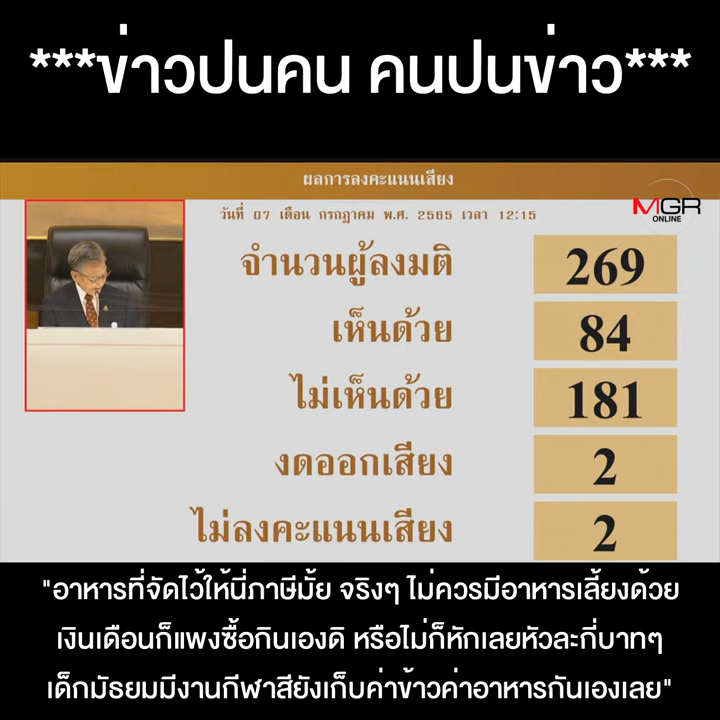 ***ข่าวปนคน คนปนข่าว***
ผลการลงคะแนนเสียง
วันที่ 07 เดือน กรกฎาคม พ.ศ. 2565 เวลา 12:15
MGR
ONLINE
จำนวนผู้ลงมติ 269
เห็นด้วย 84
ไม่เห็นด้วย 181
งดออกเสียง 2
ไม่ลงคะแนนเสียง 2
"อาหารที่จัดไว้ให้นี่ภาษีมั้ย จริงๆ ไม่ควรมีอาหารเลี้ยงด้วย
เงินเดือนก็แพงซื้อกินเองดิ หรือไม่ก็หักเลยหัวละกี่บาทๆ
เด็กมัธยมมีงานกีฬาสียังเก็บค่าข้าวค่าอาหารกันเองเลย"